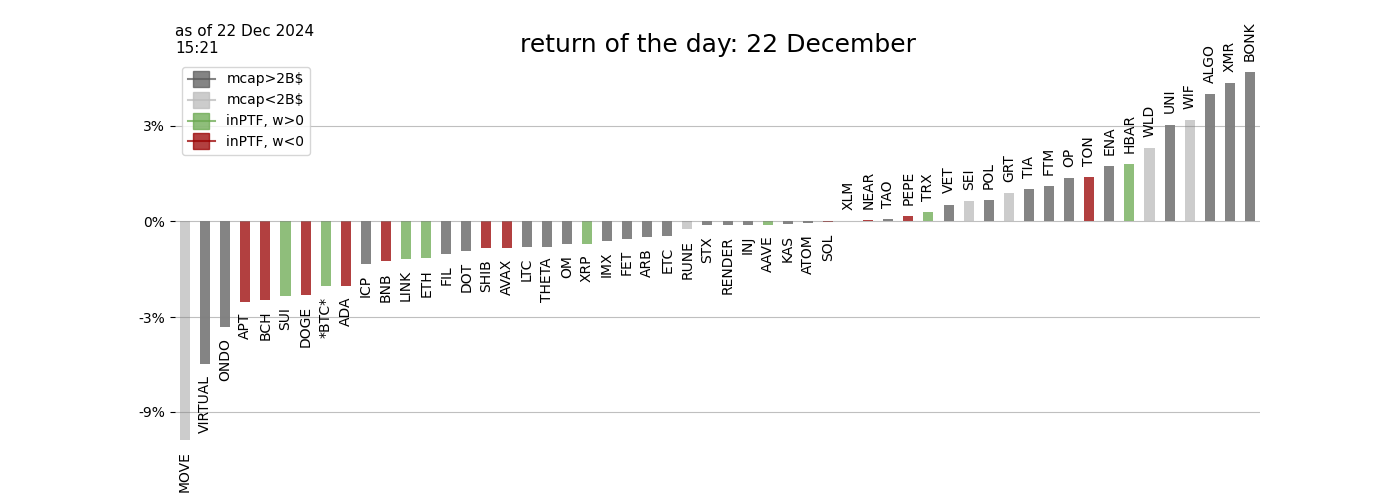 as of 22 Dec 2024
15:21
return of the day: 22 December
mcap>2B$
mcap<2B$
inPTF, w>0
inPTF, w<0
3%
0%
-3%
-9%
MOVE
VIRTUAL
ONDO
APT
BCH
SUI
DOGE
*BTC*
ADA
ICP
BNB
LINK
ETH
FIL
DOT
SHIB
AVAX
LTC
THETA
OM
XRP
IMX
FET
ARB
ETC
RUNE
STX
RENDER
INJ
AAVE
KAS
ATOM
SOL
XLM
NEAR
TAO
PEPE
TRX
VET
SEI
POL
GRT
TIA
FTM
OP
TON
ENA
HBAR
WLD
UNI
WIF
ALGO
XMR
BONK